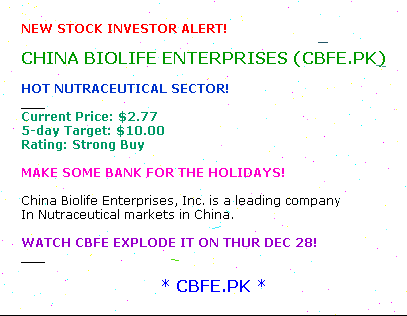 NEW STOCK INVESTOR ALERT!
CHINA BIOLIFE ENTERPRISES (CBFE.PK)
HOT NUTRACEUTICAL SECTOR!
Current Price: $2.77
5-day Target: $10.00
Rating: Strong Buy
MAKE SOME BANK FOR THE HOLIDAYS!
China Biolife Enterprises, Inc. is a leading company
In Nutraceutical markets in China.
WATCH CBFE EXPLODE IT ON THUR DEC 28!
* CBFE.PK *